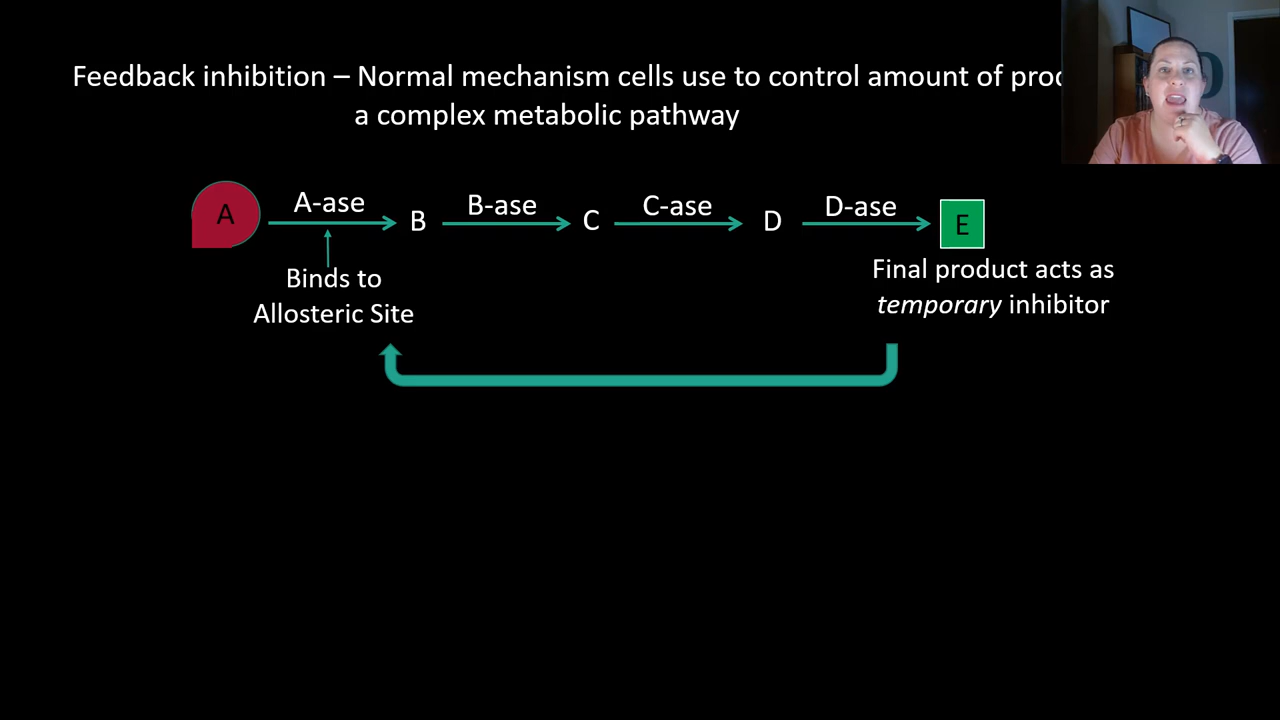 Feedback inhibition – Normal mechanism cells use to control amount of
a complex metabolic pathway
A A-ase B B-ase C C-ase D D-ase E
Binds to
Allosteric Site
Final product acts as
temporary inhibitor